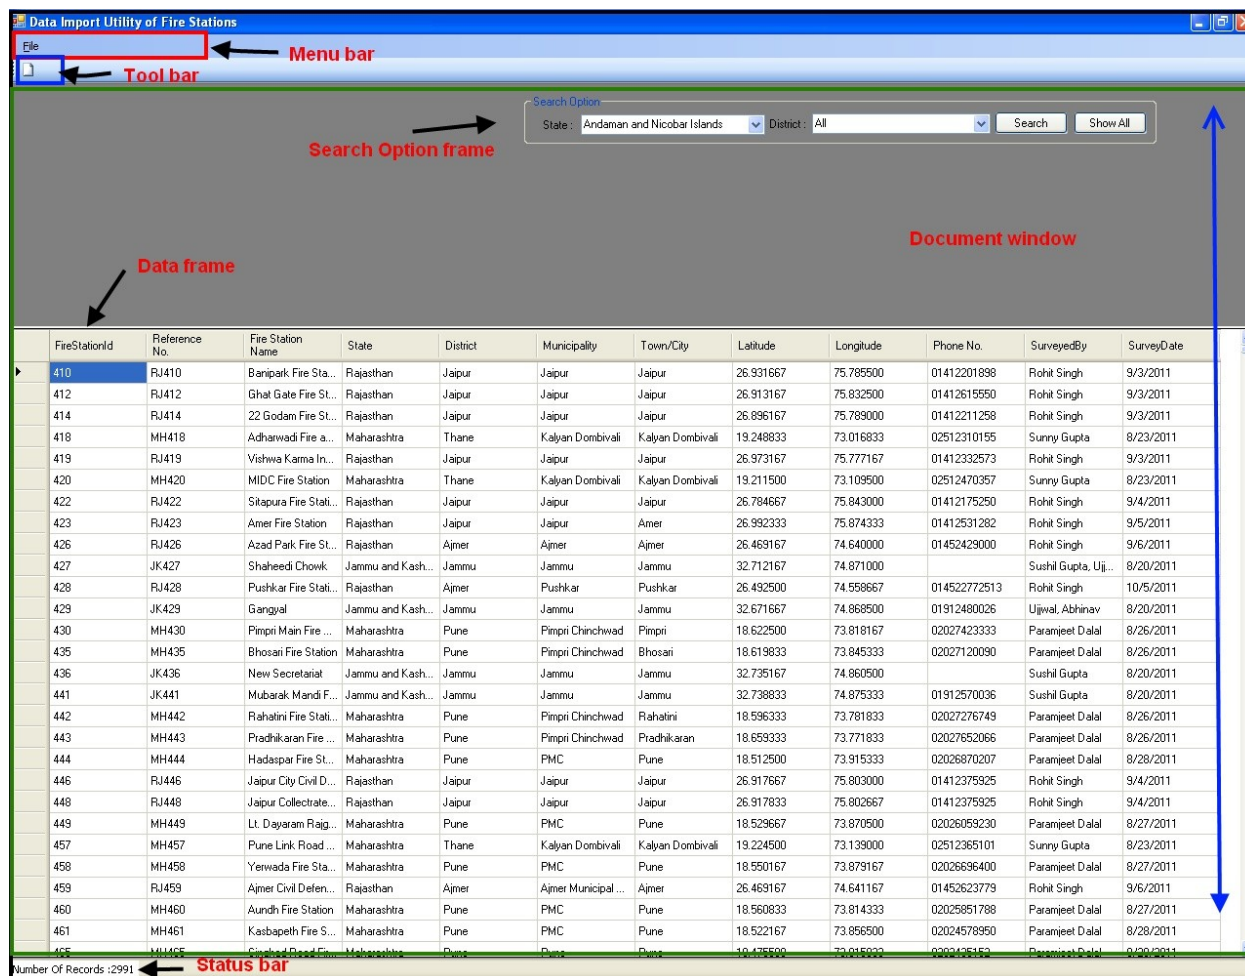 Data Import Utility of Fire Stations
File
Menu bar
Tool bar
Search Option
State : Andaman and Nicobar Islands District : All Search Show All
Search Option frame
Document window
Data frame
FireStationId Reference No. Fire Station Name State District Municipality Town/City Latitude Longitude Phone No. SurveyedBy SurveyDate
410 RJ410 Banipark Fire Sta... Rajasthan Jaipur Jaipur Jaipur 26.931667 75.785500 01412201898 Rohit Singh 9/3/2011
412 RJ412 Ghat Gate Fire St... Rajasthan Jaipur Jaipur Jaipur 26.913167 75.832500 01412615550 Rohit Singh 9/3/2011
414 RJ414 22 Godam Fire St... Rajasthan Jaipur Jaipur Jaipur 26.896167 75.789000 01412211258 Rohit Singh 9/3/2011
418 MH418 Adharwadi Fire a... Maharashtra Thane Kalyan Dombivali Kalyan Dombivali 19.248833 73.016833 02512310155 Sunny Gupta 8/23/2011
419 RJ419 Vishwa Karma In... Rajasthan Jaipur Jaipur Jaipur 26.973167 75.777167 01412332573 Rohit Singh 9/3/2011
420 MH420 MIDC Fire Station Maharashtra Thane Kalyan Dombivali Kalyan Dombivali 19.211500 73.109500 02512470357 Sunny Gupta 8/23/2011
422 RJ422 Sitapura Fire Stati... Rajasthan Jaipur Jaipur Jaipur 26.784667 75.843000 01412175250 Rohit Singh 9/4/2011
423 RJ423 Amer Fire Station Rajasthan Jaipur Jaipur Amer 26.992333 75.874333 01412531282 Rohit Singh 9/5/2011
426 RJ426 Azad Park Fire St... Rajasthan Ajmer Ajmer Ajmer 26.469167 74.640000 01452429000 Rohit Singh 9/6/2011
427 JK427 Shaheedi Chowk Jammu and Kash... Jammu Jammu Jammu 32.712167 74.871000 Sushil Gupta, Ujj... 8/20/2011
428 RJ428 Pushkar Fire Stati... Rajasthan Ajmer Pushkar Pushkar 26.492500 74.558667 014522772513 Rohit Singh 10/5/2011
429 JK429 Gangyal Jammu and Kash... Jammu Jammu Jammu 32.671667 74.868500 01912480026 Ujjwal, Abhinav 8/20/2011
430 MH430 Pimpri Main Fire ... Maharashtra Pune Pimpri Chinchwad Pimpri 18.622500 73.818167 02027423333 Paramjeet Dalal 8/26/2011
435 MH435 Bhosari Fire Station Maharashtra Pune Pimpri Chinchwad Bhosari 18.619833 73.845333 02027120090 Paramjeet Dalal 8/26/2011
436 JK436 New Secretariat Jammu and Kash... Jammu Jammu Jammu 32.735167 74.860500 Sushil Gupta 8/20/2011
441 JK441 Mubarak Mandi F... Jammu and Kash... Jammu Jammu Jammu 32.738833 74.875333 01912570036 Sushil Gupta 8/20/2011
442 MH442 Rahatini Fire Stati... Maharashtra Pune Pimpri Chinchwad Rahatini 18.596333 73.781833 02027276749 Paramjeet Dalal 8/26/2011
443 MH443 Pradhikaran Fire ... Maharashtra Pune Pimpri Chinchwad Pradhikaran 18.659333 73.771833 02027652066 Paramjeet Dalal 8/26/2011
444 MH444 Hadaspar Fire St... Maharashtra Pune PMC Pune 18.512500 73.915333 02026870207 Paramjeet Dalal 8/28/2011
446 RJ446 Jaipur City Civil D... Rajasthan Jaipur Jaipur Jaipur 26.917667 75.803000 01412375925 Rohit Singh 9/4/2011
448 RJ448 Jaipur Collectrate... Rajasthan Jaipur Jaipur Jaipur 26.917833 75.802667 01412375925 Rohit Singh 9/4/2011
449 MH449 Lt. Dayaram Rajg... Maharashtra Pune PMC Pune 18.529667 73.870500 02026059230 Paramjeet Dalal 8/27/2011
457 MH457 Pune Link Road ... Maharashtra Thane Kalyan Dombivali Kalyan Dombivali 19.224500 73.139000 02512365101 Sunny Gupta 8/23/2011
458 MH458 Yerwada Fire Sta... Maharashtra Pune PMC Pune 18.550167 73.879167 02026696400 Paramjeet Dalal 8/27/2011
459 RJ459 Ajmer Civil Defen... Rajasthan Ajmer Ajmer Municipal ... Ajmer 26.469167 74.641167 01452623779 Rohit Singh 9/6/2011
460 MH460 Aundh Fire Station Maharashtra Pune PMC Pune 18.560833 73.814333 02025851788 Paramjeet Dalal 8/27/2011
461 MH461 Kasbapeth Fire S... Maharashtra Pune PMC Pune 18.522167 73.856500 02024578950 Paramjeet Dalal 8/28/2011
Number Of Records :2991
Status bar